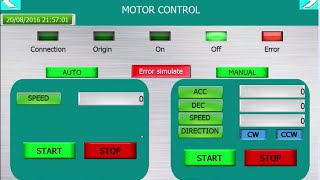 MOTOR CONTROL
20/08/2016 21:57:01
Connection Origin On Off Error
AUTO Error simulate MANUAL
SPEED 0
START STOP
ACC 0
DEC 0
SPEED 0
DIRECTION CW CCW
START STOP